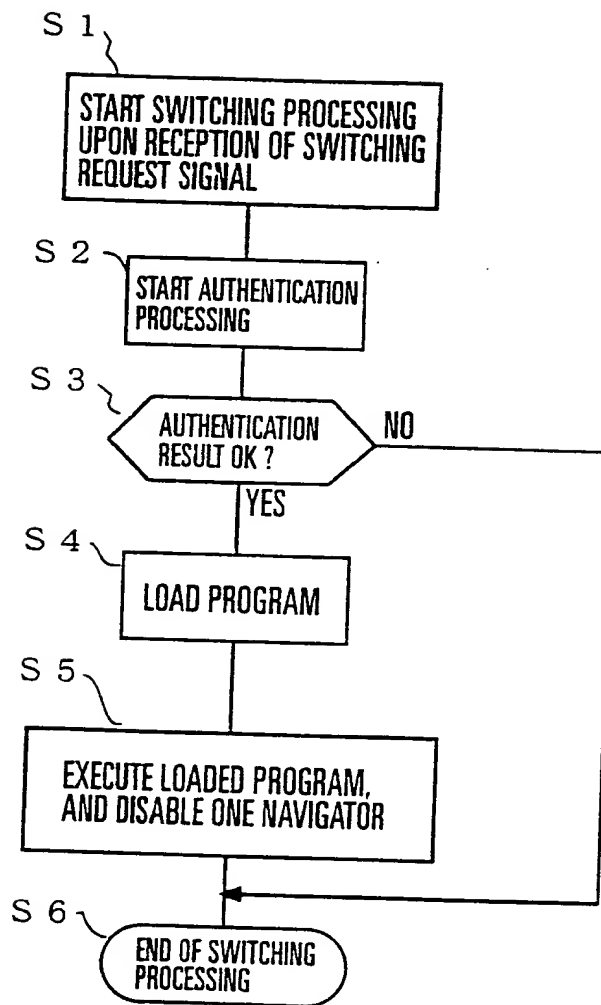 S 1
START SWITCHING PROCESSING
UPON RECEPTION OF SWITCHING
REQUEST SIGNAL
S 2
START AUTHENTICATION
PROCESSING
S 3
AUTHENTICATION
RESULT OK ?
NO
YES
S 4
LOAD PROGRAM
S 5
EXECUTE LOADED PROGRAM,
AND DISABLE ONE NAVIGATOR
S 6
END OF SWITCHING
PROCESSING